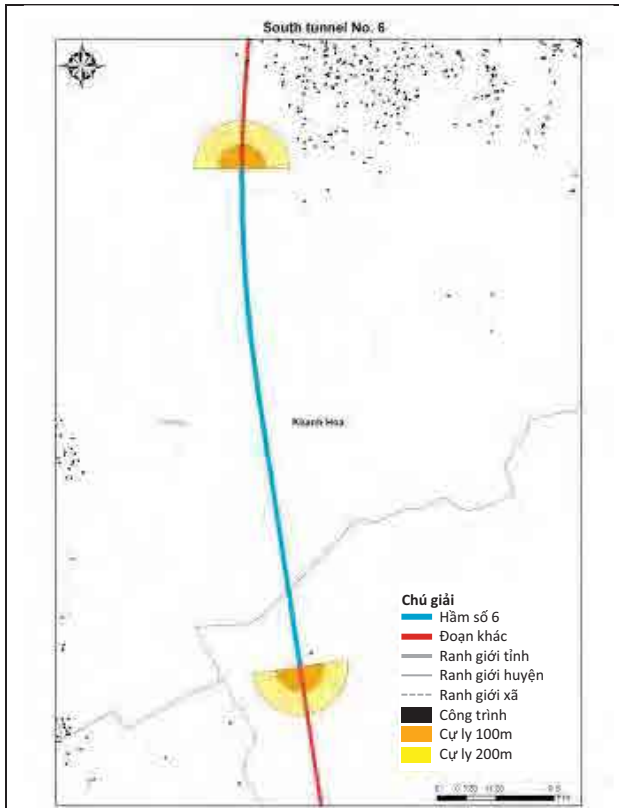 South tunnel No. 6
Khanh Hoa
Chú giải
Hầm số 6
Đoạn khác
Ranh giới tỉnh
Ranh giới huyện
Ranh giới xã
Công trình
Cự ly 100m
Cự ly 200m